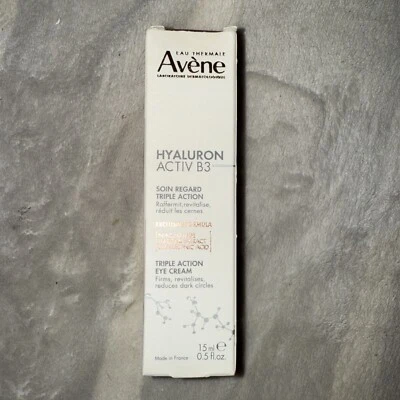 EAU THERMALE
Avène
LABORATOIRE DERMATOLOGIQUE
HYALURON
ACTIV B3
SOIN REGARD
TRIPLE ACTION
Raffermit, revitalise,
réduit les cernes
TRIPLE ACTION
EYE CREAM
Firms, revitalizes,
reduces dark circles
15 ml ℮
0.5 fl.oz.
Made in France